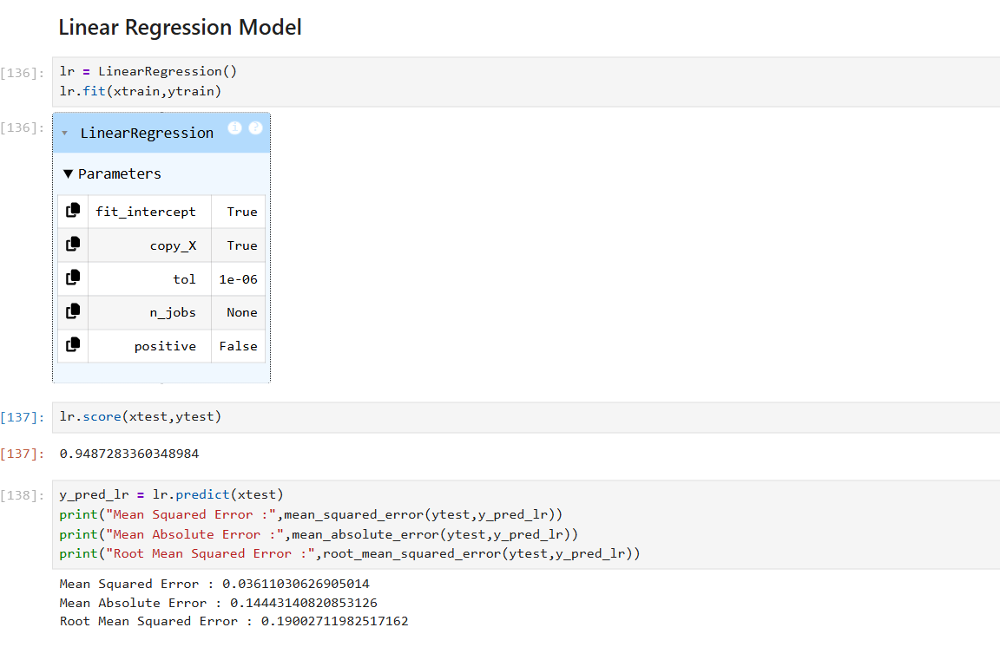 Linear Regression Model
[136]: lr = LinearRegression()
lr.fit(xtrain,ytrain)
[136]: ▾ LinearRegression i ?
▼ Parameters
fit_intercept True
copy_X True
tol 1e-06
n_jobs None
positive False
[137]: lr.score(xtest,ytest)
[137]: 0.9487283360348984
[138]: y_pred_lr = lr.predict(xtest)
print("Mean Squared Error :",mean_squared_error(ytest,y_pred_lr))
print("Mean Absolute Error :",mean_absolute_error(ytest,y_pred_lr))
print("Root Mean Squared Error :",root_mean_squared_error(ytest,y_pred_lr))
Mean Squared Error : 0.03611030626905014
Mean Absolute Error : 0.14443140820853126
Root Mean Squared Error : 0.19002711982517162